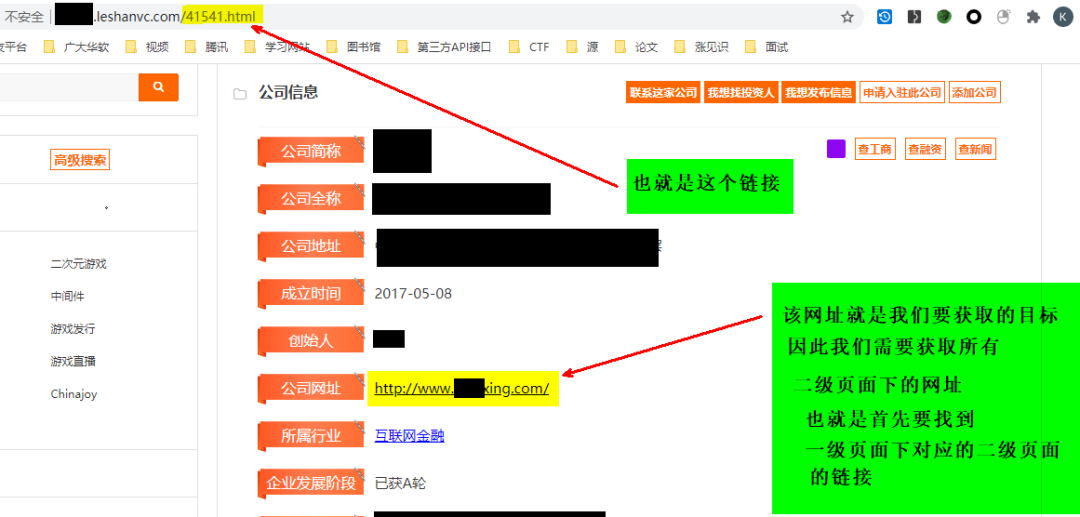 不安全 .leshanvc.com/41541.html
平台 广大华软 视频 腾讯 学习网站 图书馆 第三方API接口 CTF 源 论文 涨见识 面试
公司信息 联系这家公司 我想找投资人 我想发布信息 申请入驻此公司 添加公司
高级搜索
公司简称 查工商 查融资 查新闻
也就是这个链接
公司全称
公司地址
二次元游戏
成立时间 2017-05-08
中间件
游戏发行
创始人
游戏直播
公司网址 http://www. xing.com/
Chinajoy
所属行业 互联网金融
企业发展阶段 已获A轮
该网址就是我们要获取的目标
因此我们需要获取所有
二级页面下的网址
也就是首先要找到
一级页面下对应的二级页面
的链接
K